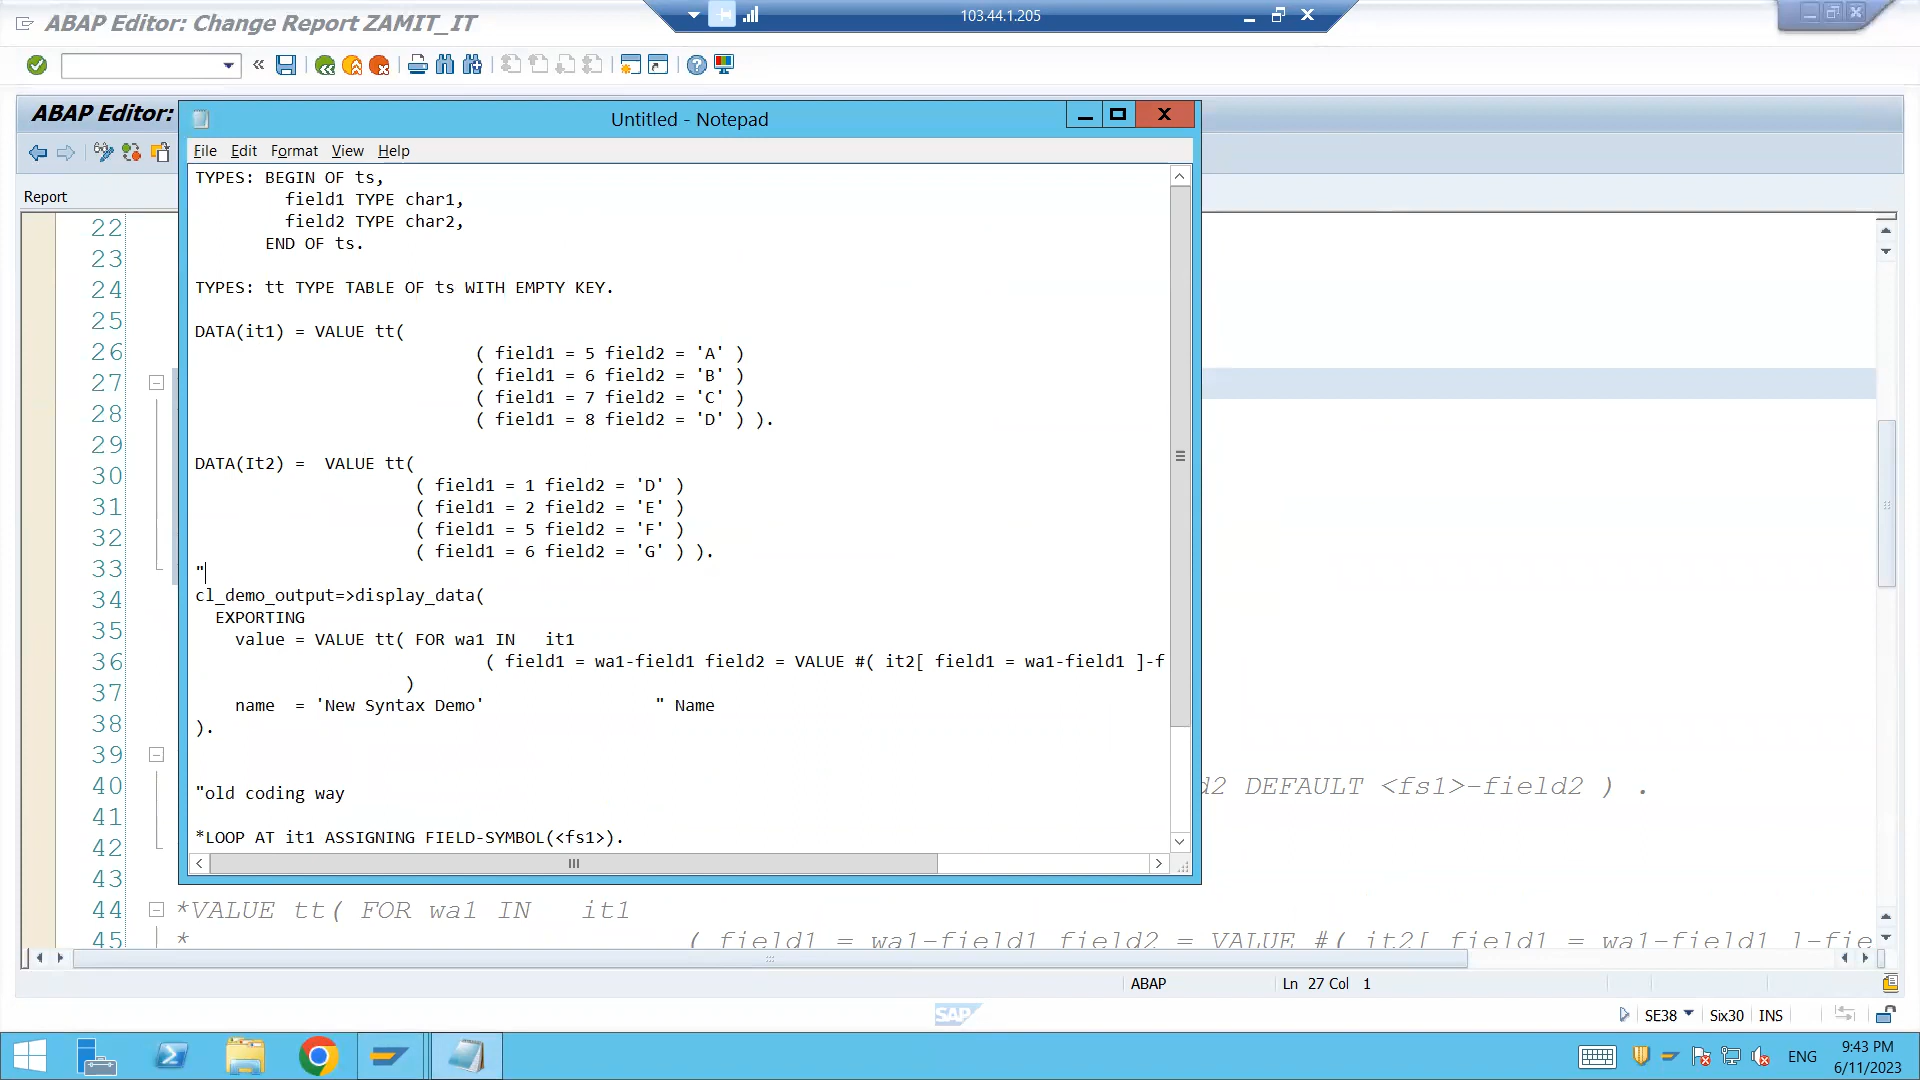 ABAP Editor: Change Report ZAMIT_IT
103.44.1.205
ABAP Editor:
Untitled - Notepad
File Edit Format View Help
Report
TYPES: BEGIN OF ts,
field1 TYPE char1,
field2 TYPE char2,
END OF ts.
TYPES: tt TYPE TABLE OF ts WITH EMPTY KEY.
DATA(it1) = VALUE tt(
( field1 = 5 field2 = 'A' )
( field1 = 6 field2 = 'B' )
( field1 = 7 field2 = 'C' )
( field1 = 8 field2 = 'D' ) ).
DATA(It2) =  VALUE tt(
( field1 = 1 field2 = 'D' )
( field1 = 2 field2 = 'E' )
( field1 = 5 field2 = 'F' )
( field1 = 6 field2 = 'G' ) ).
"
cl_demo_output=>display_data(
EXPORTING
value = VALUE tt( FOR wa1 IN   it1
( field1 = wa1-field1 field2 = VALUE #( it2[ field1 = wa1-field1 ]-f
)
name  = 'New Syntax Demo'                 " Name
).
"old coding way
*LOOP AT it1 ASSIGNING FIELD-SYMBOL(<fs1>).
22
23
24
25
26
27
28
29
30
31
32
33
34
35
36
37
38
39
40 d2 DEFAULT <fs1>-field2 ) .
41
42
43
44 *VALUE tt( FOR wa1 IN   it1
45 * ( field1 = wa1-field1 field2 = VALUE #( it2[ field1 = wa1-field1 ]-fie
ABAP Ln 27 Col 1
SAP
SE38 Six30 INS
ENG
9:43 PM
6/11/2023